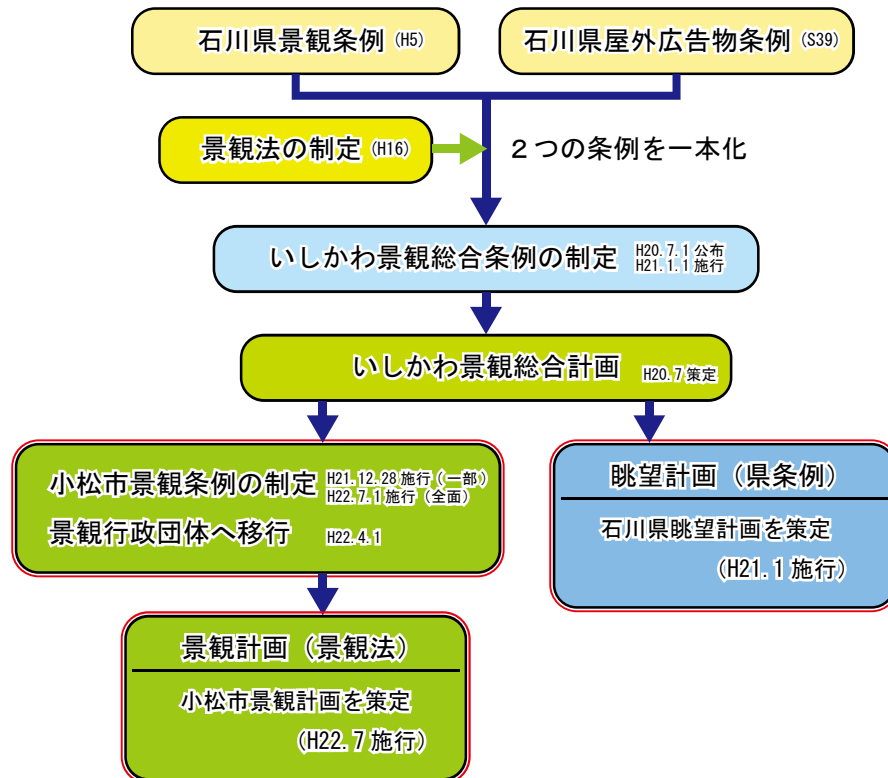 石川県景観条例 (H5)
石川県屋外広告物条例 (S39)
景観法の制定 (H16)
２つの条例を一本化
いしかわ景観総合条例の制定 H20.7.1 公布
H21.1.1 施行
いしかわ景観総合計画 H20.7 策定
小松市景観条例の制定 H21.12.28 施行（一部）
H22.7.1 施行（全面）
景観行政団体へ移行 H22.4.1
眺望計画（県条例）
石川県眺望計画を策定
(H21.1 施行)
景観計画（景観法）
小松市景観計画を策定
(H22.7 施行)